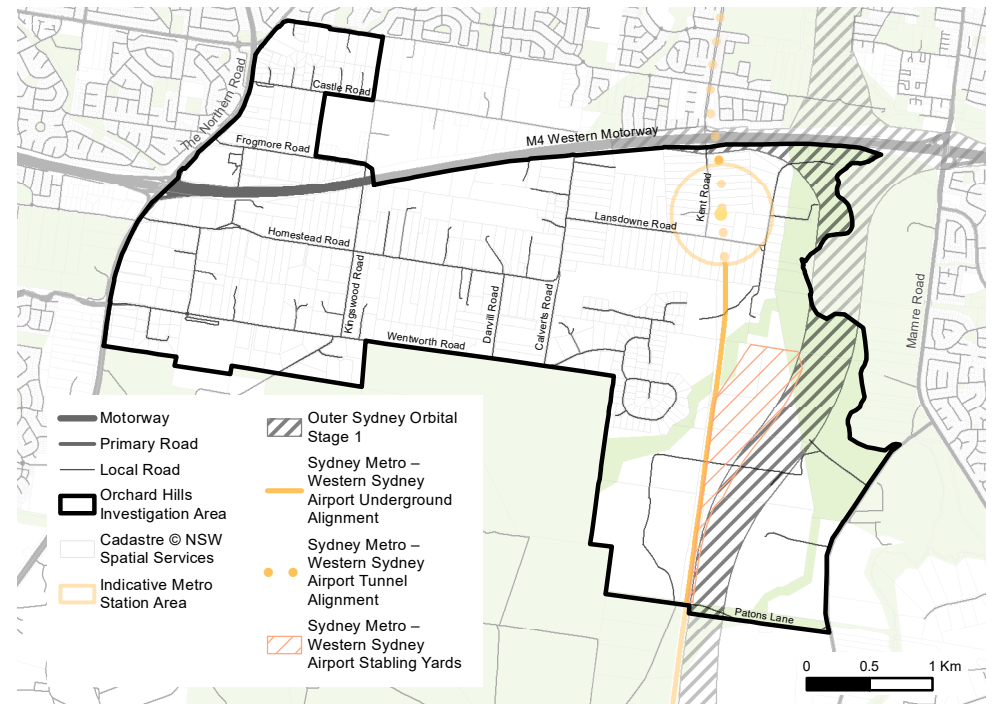 Castle Road
The Northern Road
Frogmore Road
M4 Western Motorway
Kent Road
Lansdowne Road
Homestead Road
Kingswood Road
Darvill Road
Calverts Road
Wentworth Road
Mamre Road
Patons Lane
Motorway
Primary Road
Local Road
Orchard Hills
Investigation Area
Cadastre © NSW
Spatial Services
Indicative Metro
Station Area
Outer Sydney Orbital
Stage 1
Sydney Metro –
Western Sydney
Airport Underground
Alignment
Sydney Metro –
Western Sydney
Airport Tunnel
Alignment
Sydney Metro –
Western Sydney
Airport Stabling Yards
0 0.5 1 Km